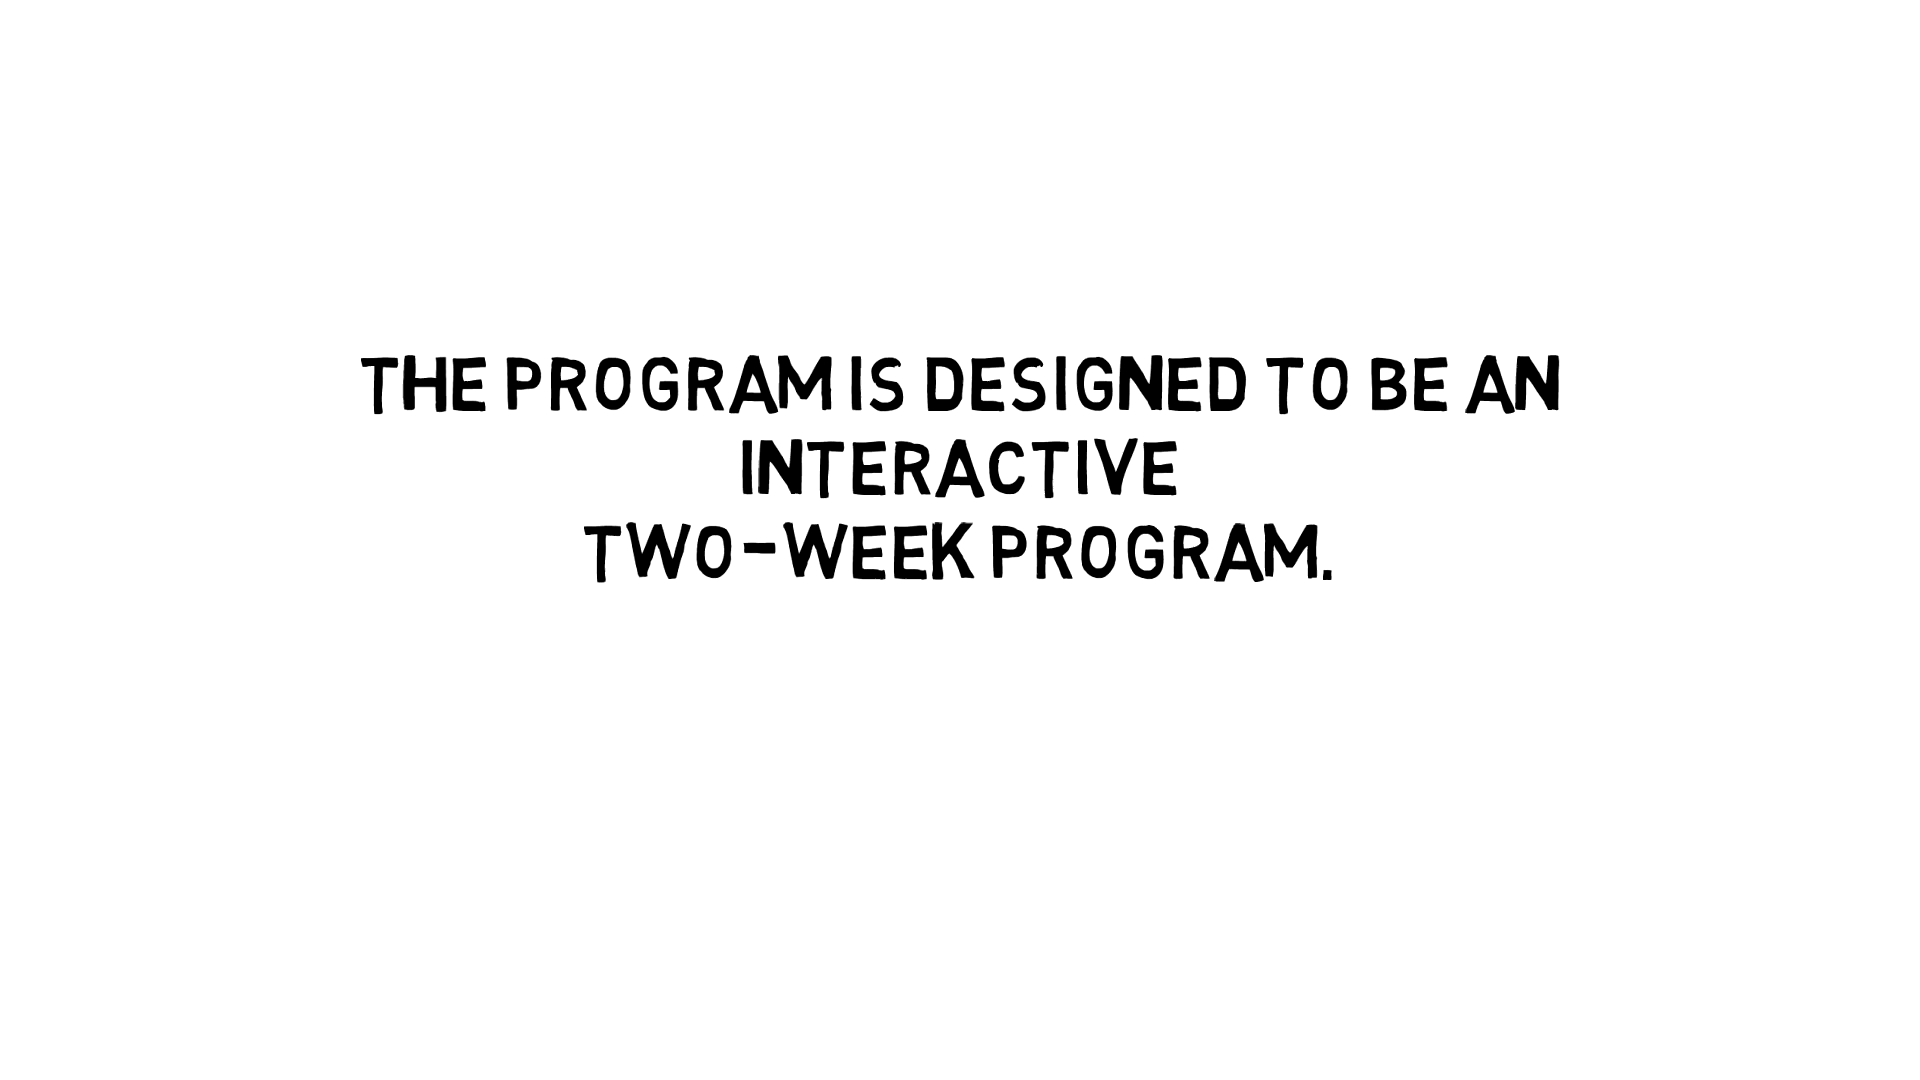 THE PROGRAM IS DESIGNED TO BE AN
INTERACTIVE
TWO-WEEK PROGRAM.